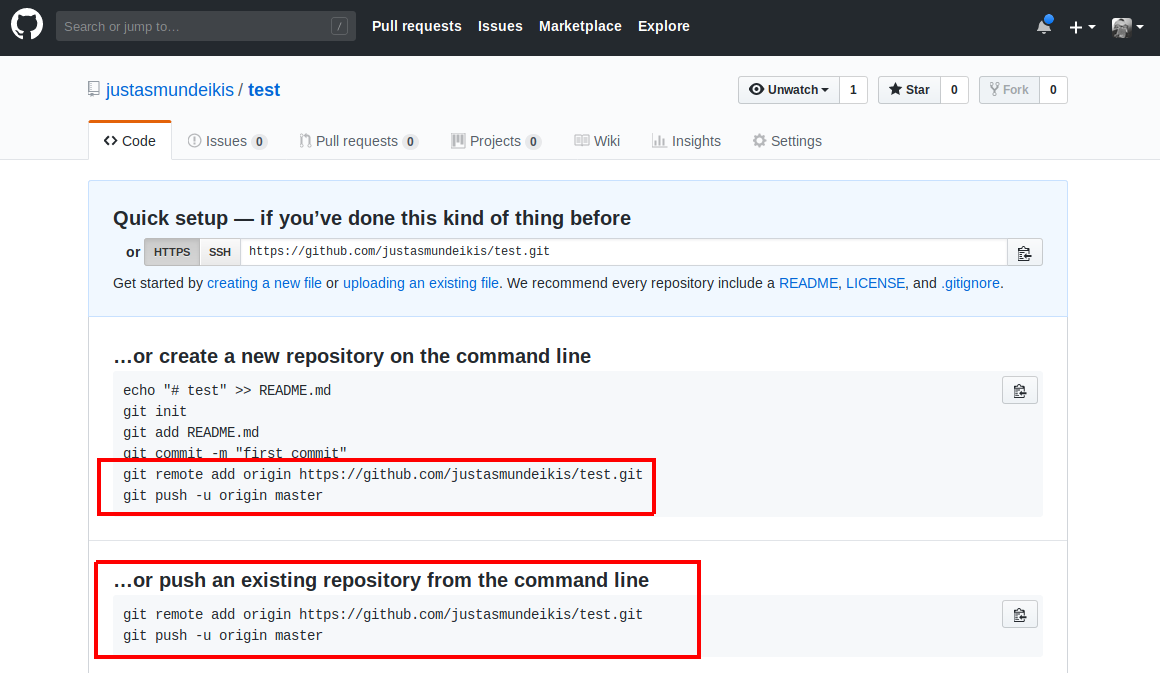 Search or jump to… / Pull requests Issues Marketplace Explore
justasmundeikis / test Unwatch 1 Star 0 Fork 0
Code Issues 0 Pull requests 0 Projects 0 Wiki Insights Settings
Quick setup — if you’ve done this kind of thing before
or HTTPS SSH https://github.com/justasmundeikis/test.git
Get started by creating a new file or uploading an existing file. We recommend every repository include a README, LICENSE, and .gitignore.
…or create a new repository on the command line
echo "# test" >> README.md
git init
git add README.md
git commit -m "first commit"
git remote add origin https://github.com/justasmundeikis/test.git
git push -u origin master
…or push an existing repository from the command line
git remote add origin https://github.com/justasmundeikis/test.git
git push -u origin master